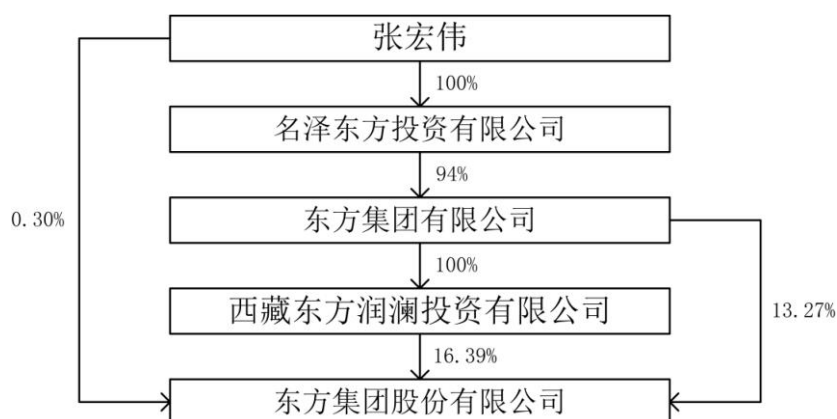 张宏伟
100%
名泽东方投资有限公司
94%
0.30%
东方集团有限公司
100%
西藏东方润澜投资有限公司
13.27%
16.39%
东方集团股份有限公司